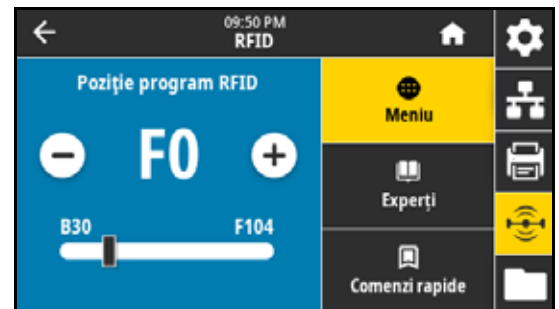 09:50 PM
RFID
Poziție program RFID
F0
B30
F104
Meniu
Experți
Comenzi rapide